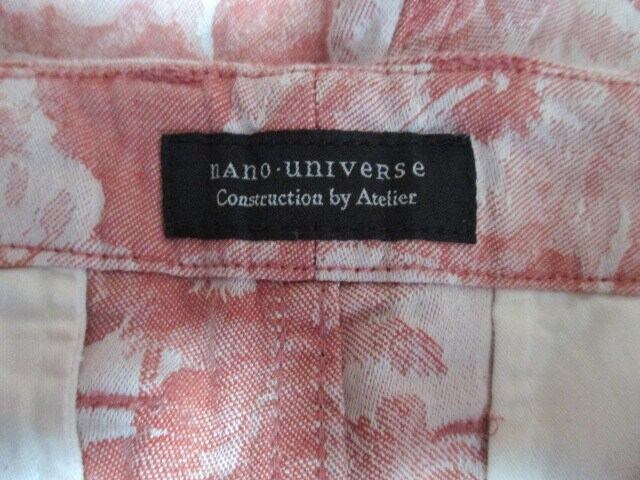 nano·universe
Construction by Atelier